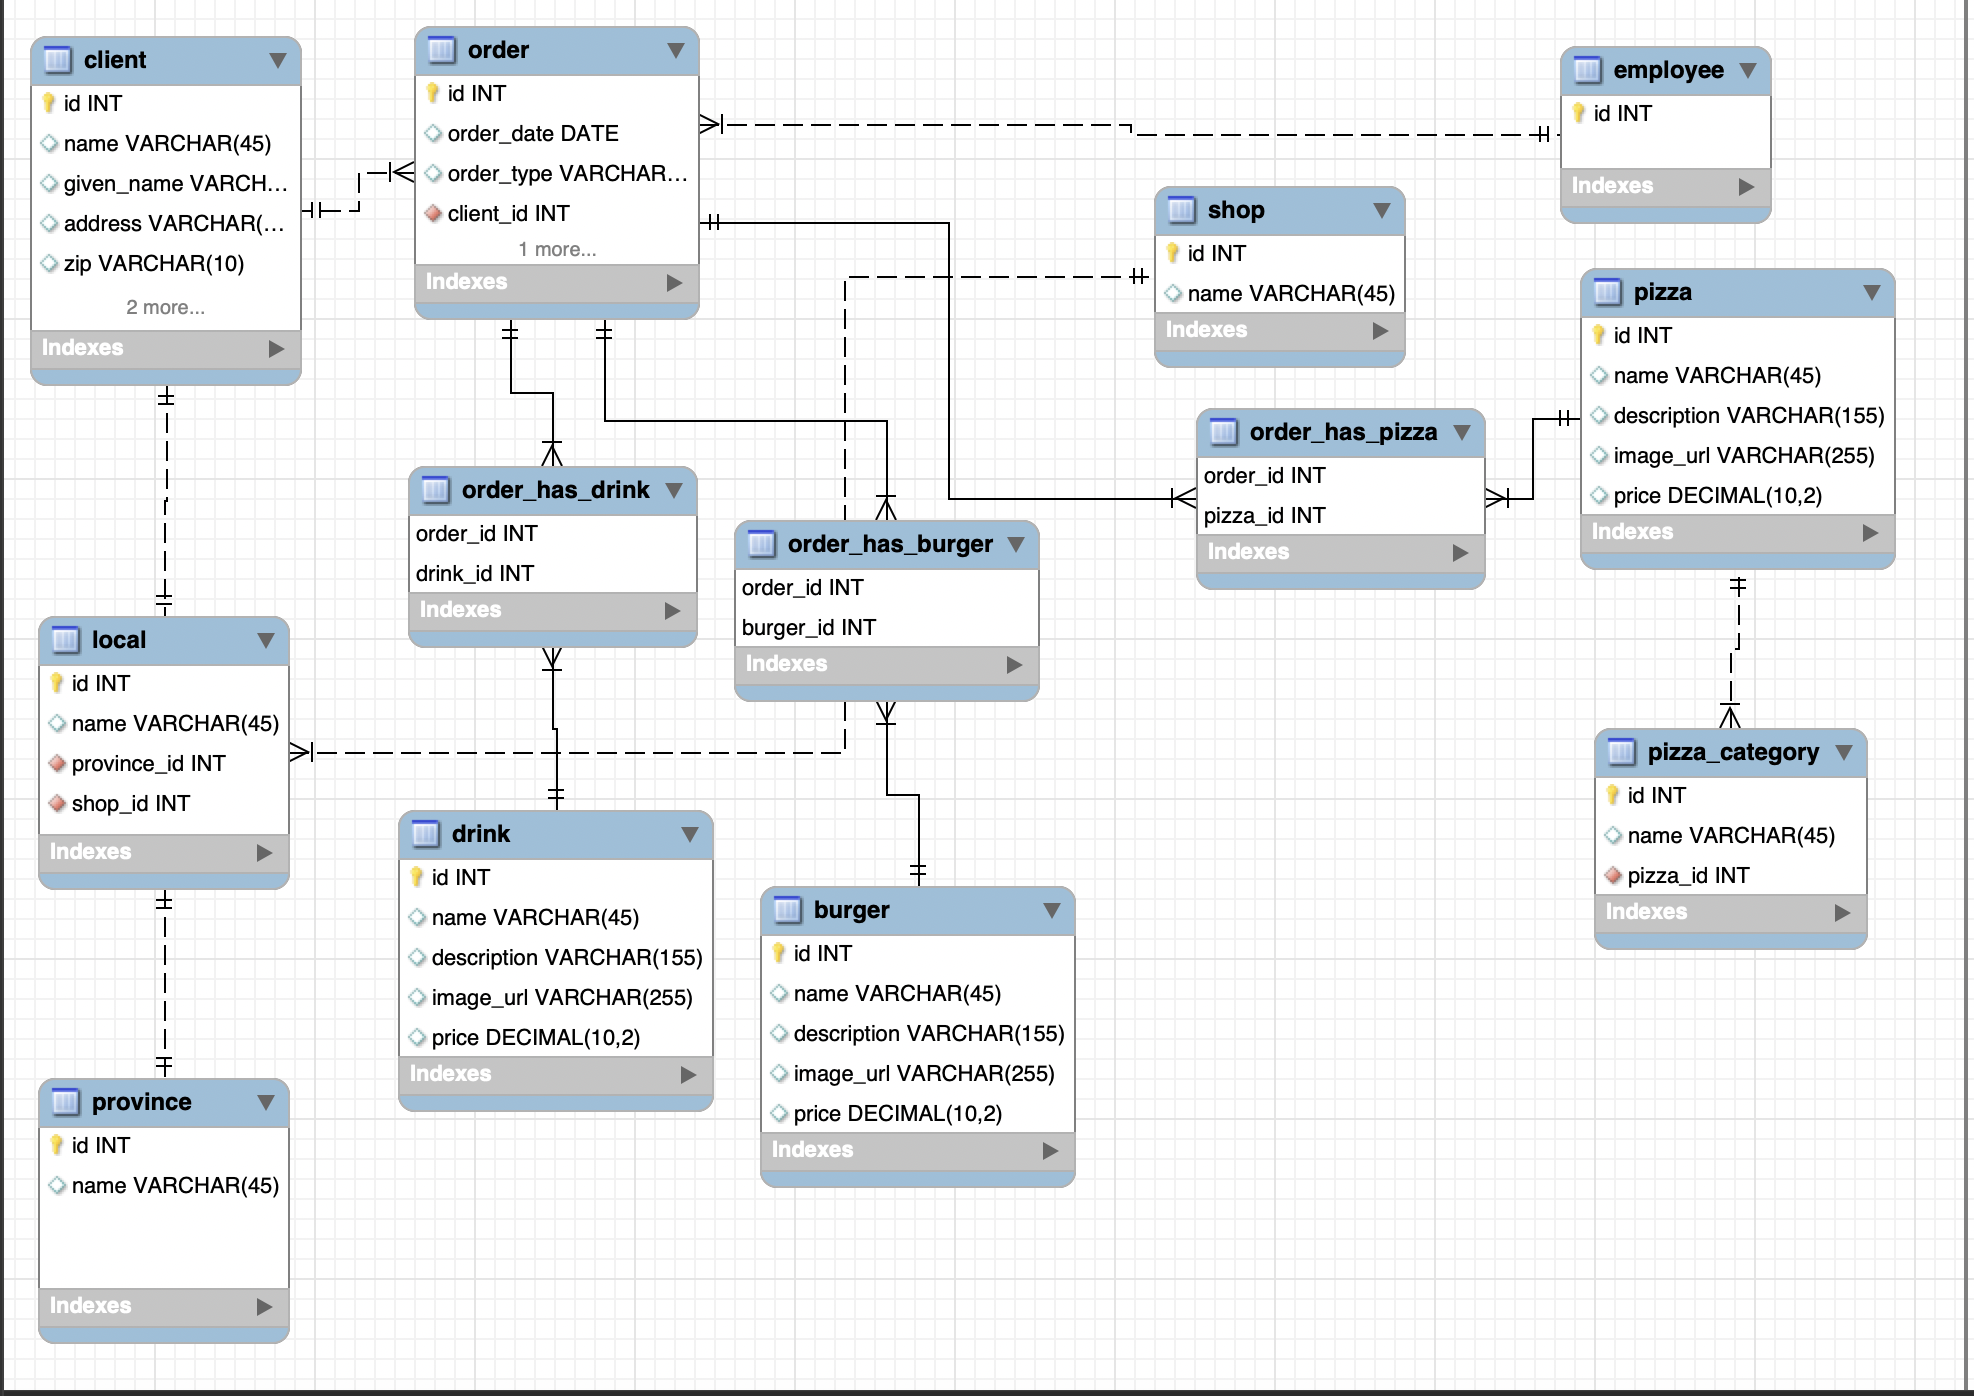 client
id INT
name VARCHAR(45)
given_name VARCH...
address VARCHAR(...
zip VARCHAR(10)
2 more...
Indexes
order
id INT
order_date DATE
order_type VARCHAR...
client_id INT
1 more...
Indexes
employee
id INT
Indexes
shop
id INT
name VARCHAR(45)
Indexes
pizza
id INT
name VARCHAR(45)
description VARCHAR(155)
image_url VARCHAR(255)
price DECIMAL(10,2)
Indexes
order_has_pizza
order_id INT
pizza_id INT
Indexes
order_has_drink
order_id INT
drink_id INT
Indexes
order_has_burger
order_id INT
burger_id INT
Indexes
local
id INT
name VARCHAR(45)
province_id INT
shop_id INT
Indexes
pizza_category
id INT
name VARCHAR(45)
pizza_id INT
Indexes
drink
id INT
name VARCHAR(45)
description VARCHAR(155)
image_url VARCHAR(255)
price DECIMAL(10,2)
Indexes
burger
id INT
name VARCHAR(45)
description VARCHAR(155)
image_url VARCHAR(255)
price DECIMAL(10,2)
Indexes
province
id INT
name VARCHAR(45)
Indexes